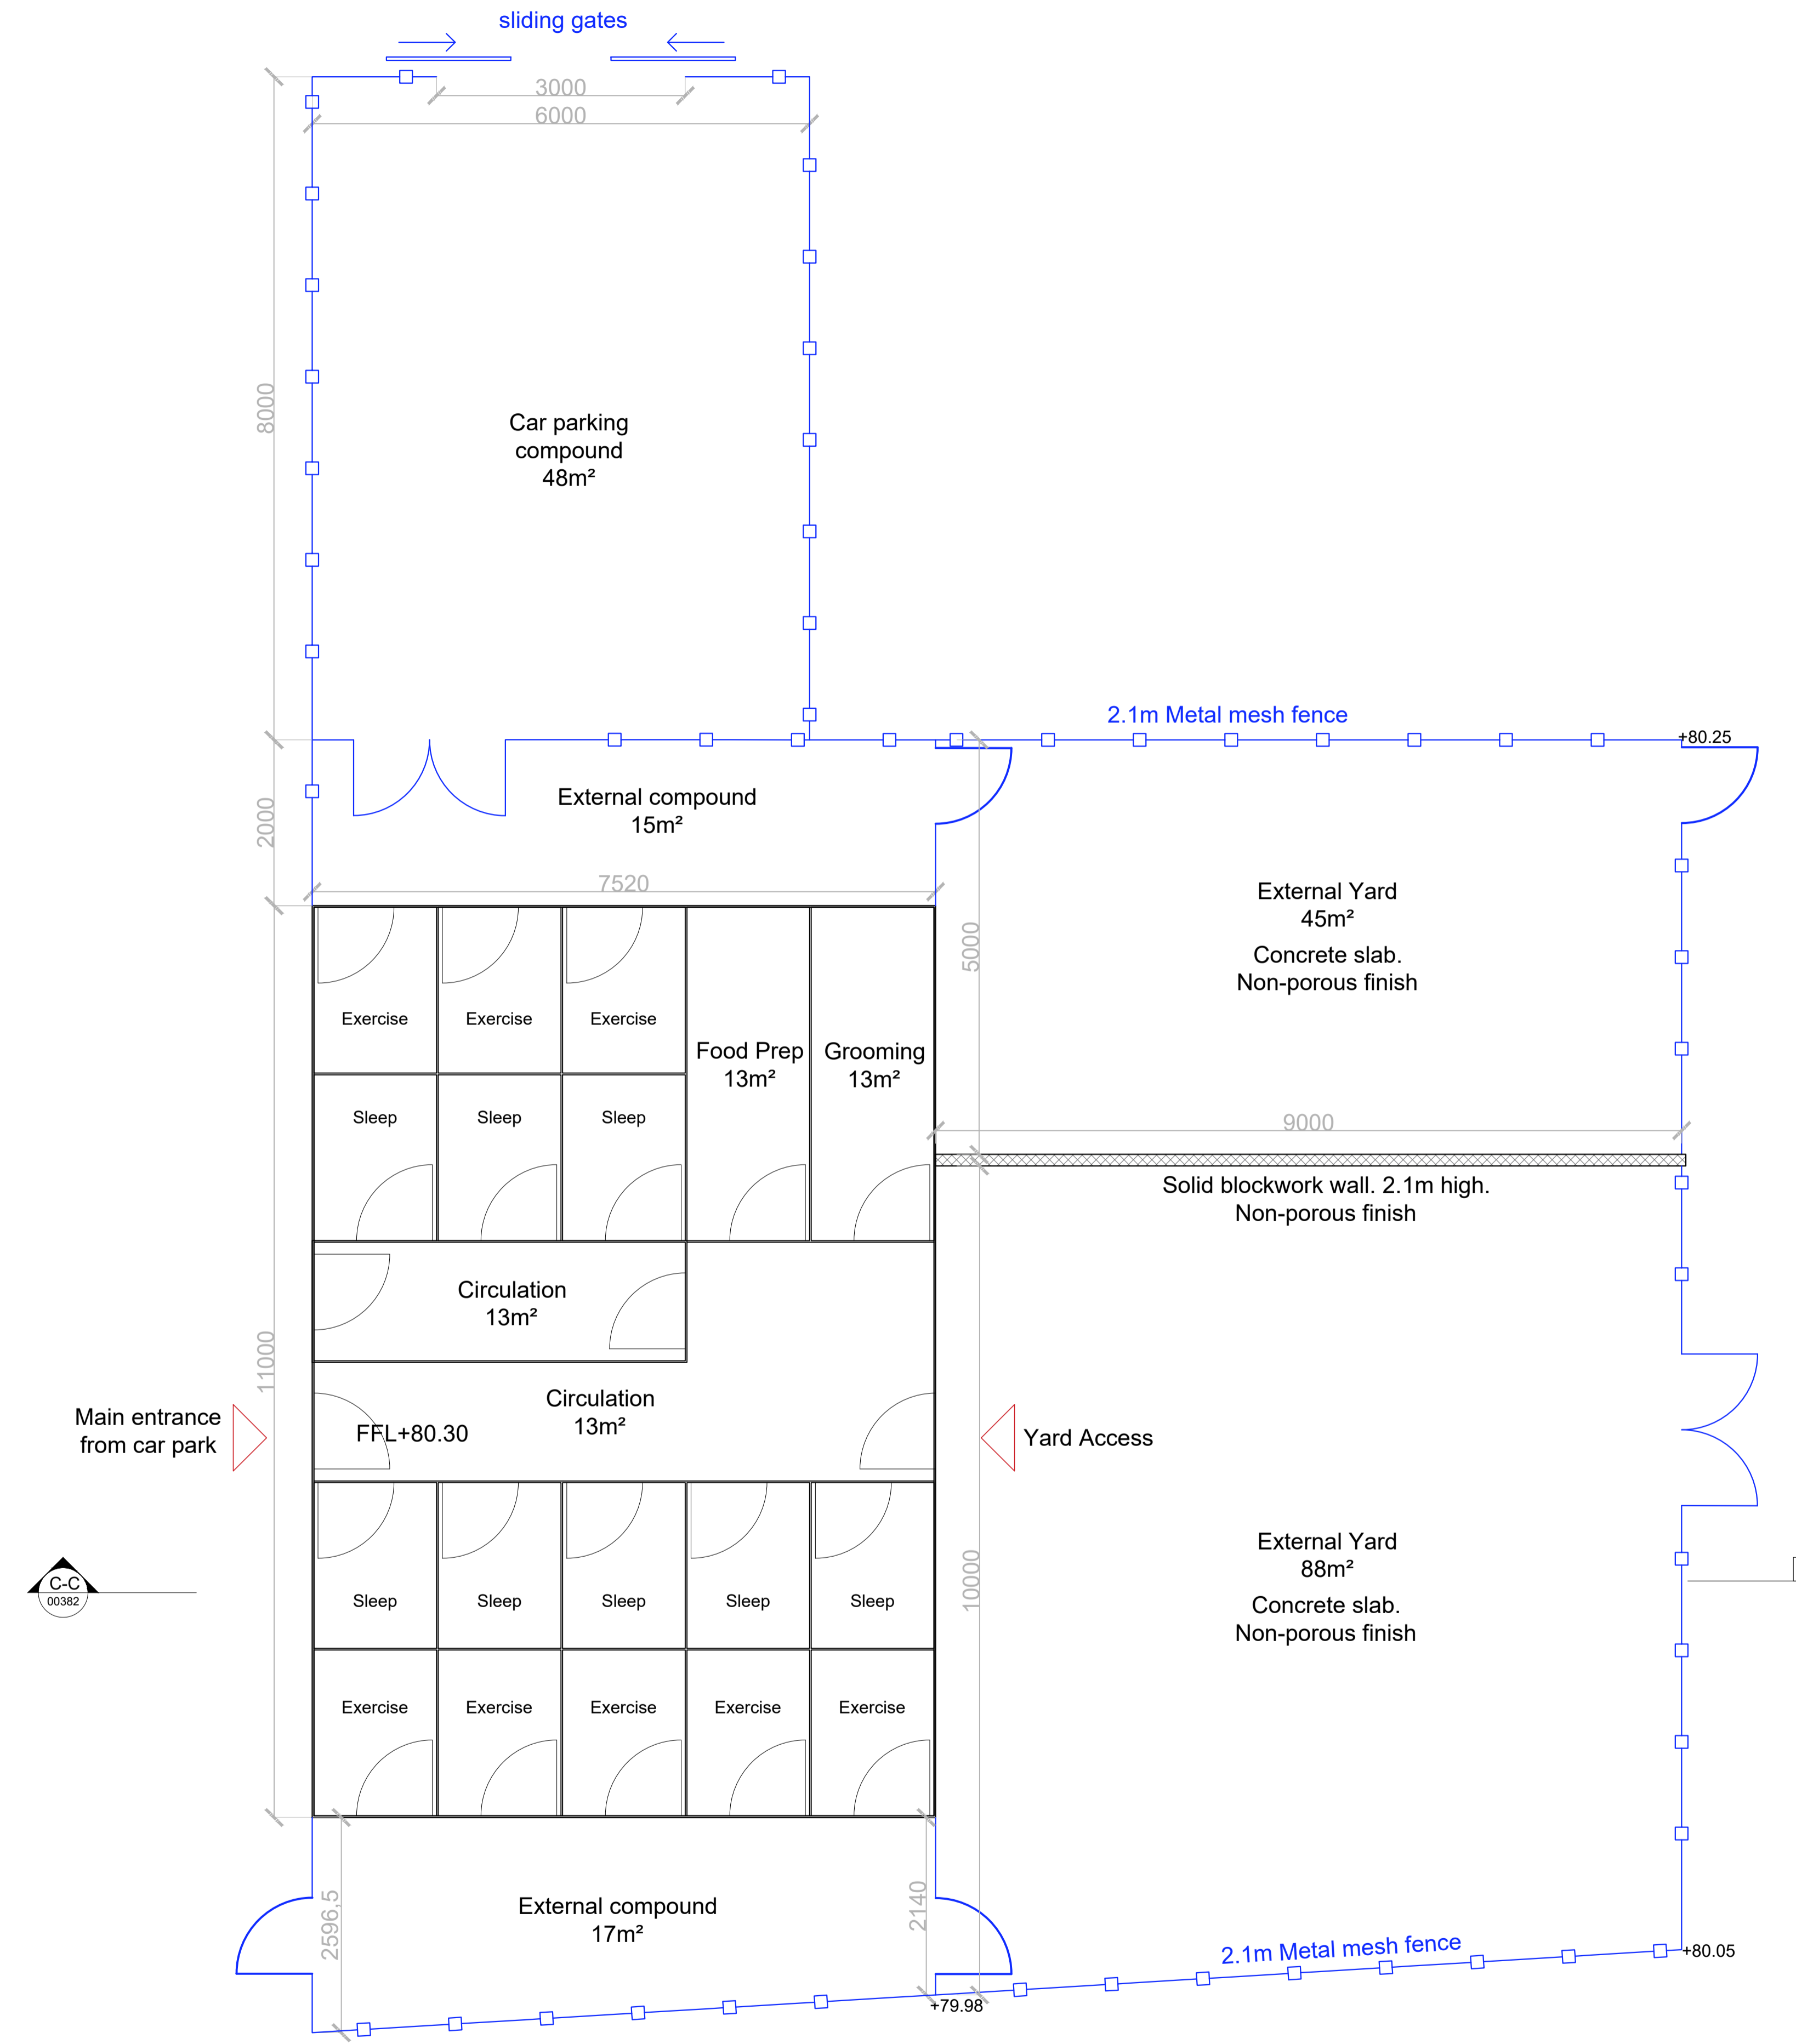 sliding gates
3000
6000
8000
Car parking
compound
48m²
2.1m Metal mesh fence
+80.25
2000
External compound
15m²
7520
External Yard
45m²
Concrete slab.
Non-porous finish
5000
Exercise
Exercise
Exercise
Food Prep
13m²
Grooming
13m²
Sleep
Sleep
Sleep
9000
Solid blockwork wall. 2.1m high.
Non-porous finish
Circulation
13m²
11000
Circulation
13m²
Main entrance
from car park
FFL+80.30
Yard Access
External Yard
88m²
Concrete slab.
Non-porous finish
10000
C-C
00382
Sleep
Sleep
Sleep
Sleep
Sleep
Exercise
Exercise
Exercise
Exercise
Exercise
2596,5
External compound
17m²
2140
2.1m Metal mesh fence
+80.05
+79.98